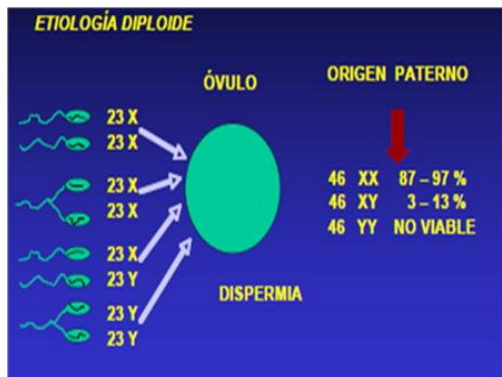 ETIOLOGÍA DIPLOIDE
ÓVULO
ORIGEN PATERNO
23 X
23 X
23 X
23 X
23 X
23 Y
23 Y
23 Y
46 XX 87 – 97 %
46 XY 3 – 13 %
46 YY NO VIABLE
DISPERMIA